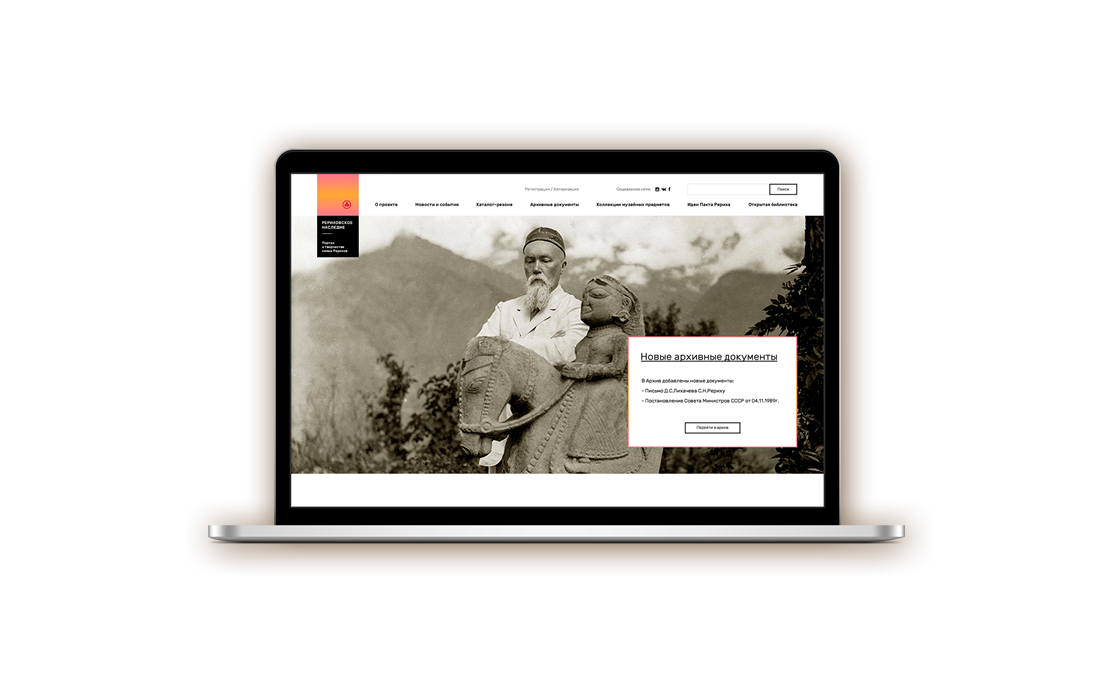 Регистрация / Авторизация
Социальные сети:
Поиск
О проекте
Новости и события
Каталог-резоне
Архивные документы
Коллекции музейных предметов
Идеи Пакта Рериха
Открытая библиотека
РЕРИХОВСКОЕ
НАСЛЕДИЕ
Портал
о творчестве
семьи Рерихов
Новые архивные документы
В Архив добавлены новые документы:
- Письмо Д.С.Лихачева С.Н.Рериху
- Постановление Совета Министров СССР от 04.11.1989г.
Перейти в архив